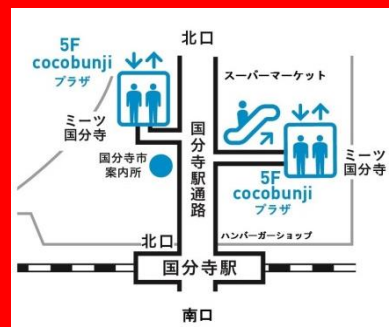 北口
5F
cocobunji
プラザ
スーパーマーケット
ミーツ
国分寺
国分寺駅通路
国分寺市
案内所
ミーツ
国分寺
5F
cocobunji
プラザ
北口
ハンバーガーショップ
国分寺駅
南口